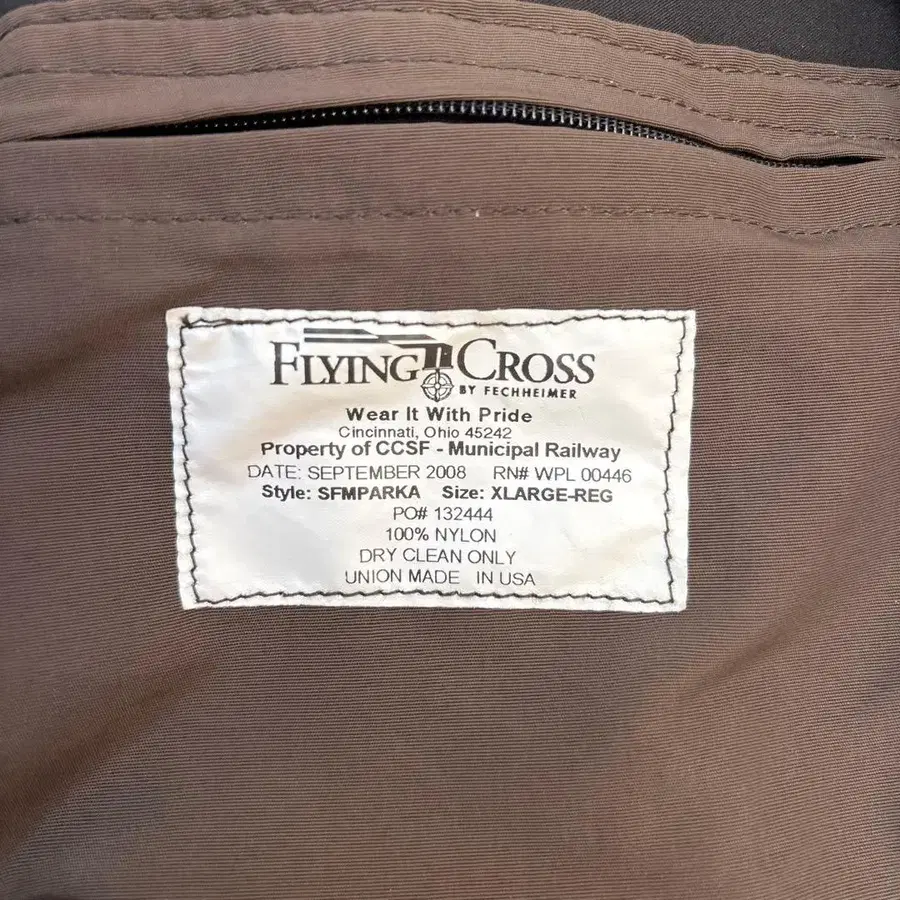 FLYING CROSS
BY FECHHEIMER
Wear It With Pride
Cincinnati, Ohio 45242
Property of CCSF - Municipal Railway
DATE: SEPTEMBER 2008 RN# WPL 00446
Style: SFMPARKA Size: XLARGE-REG
PO# 132444
100% NYLON
DRY CLEAN ONLY
UNION MADE IN USA